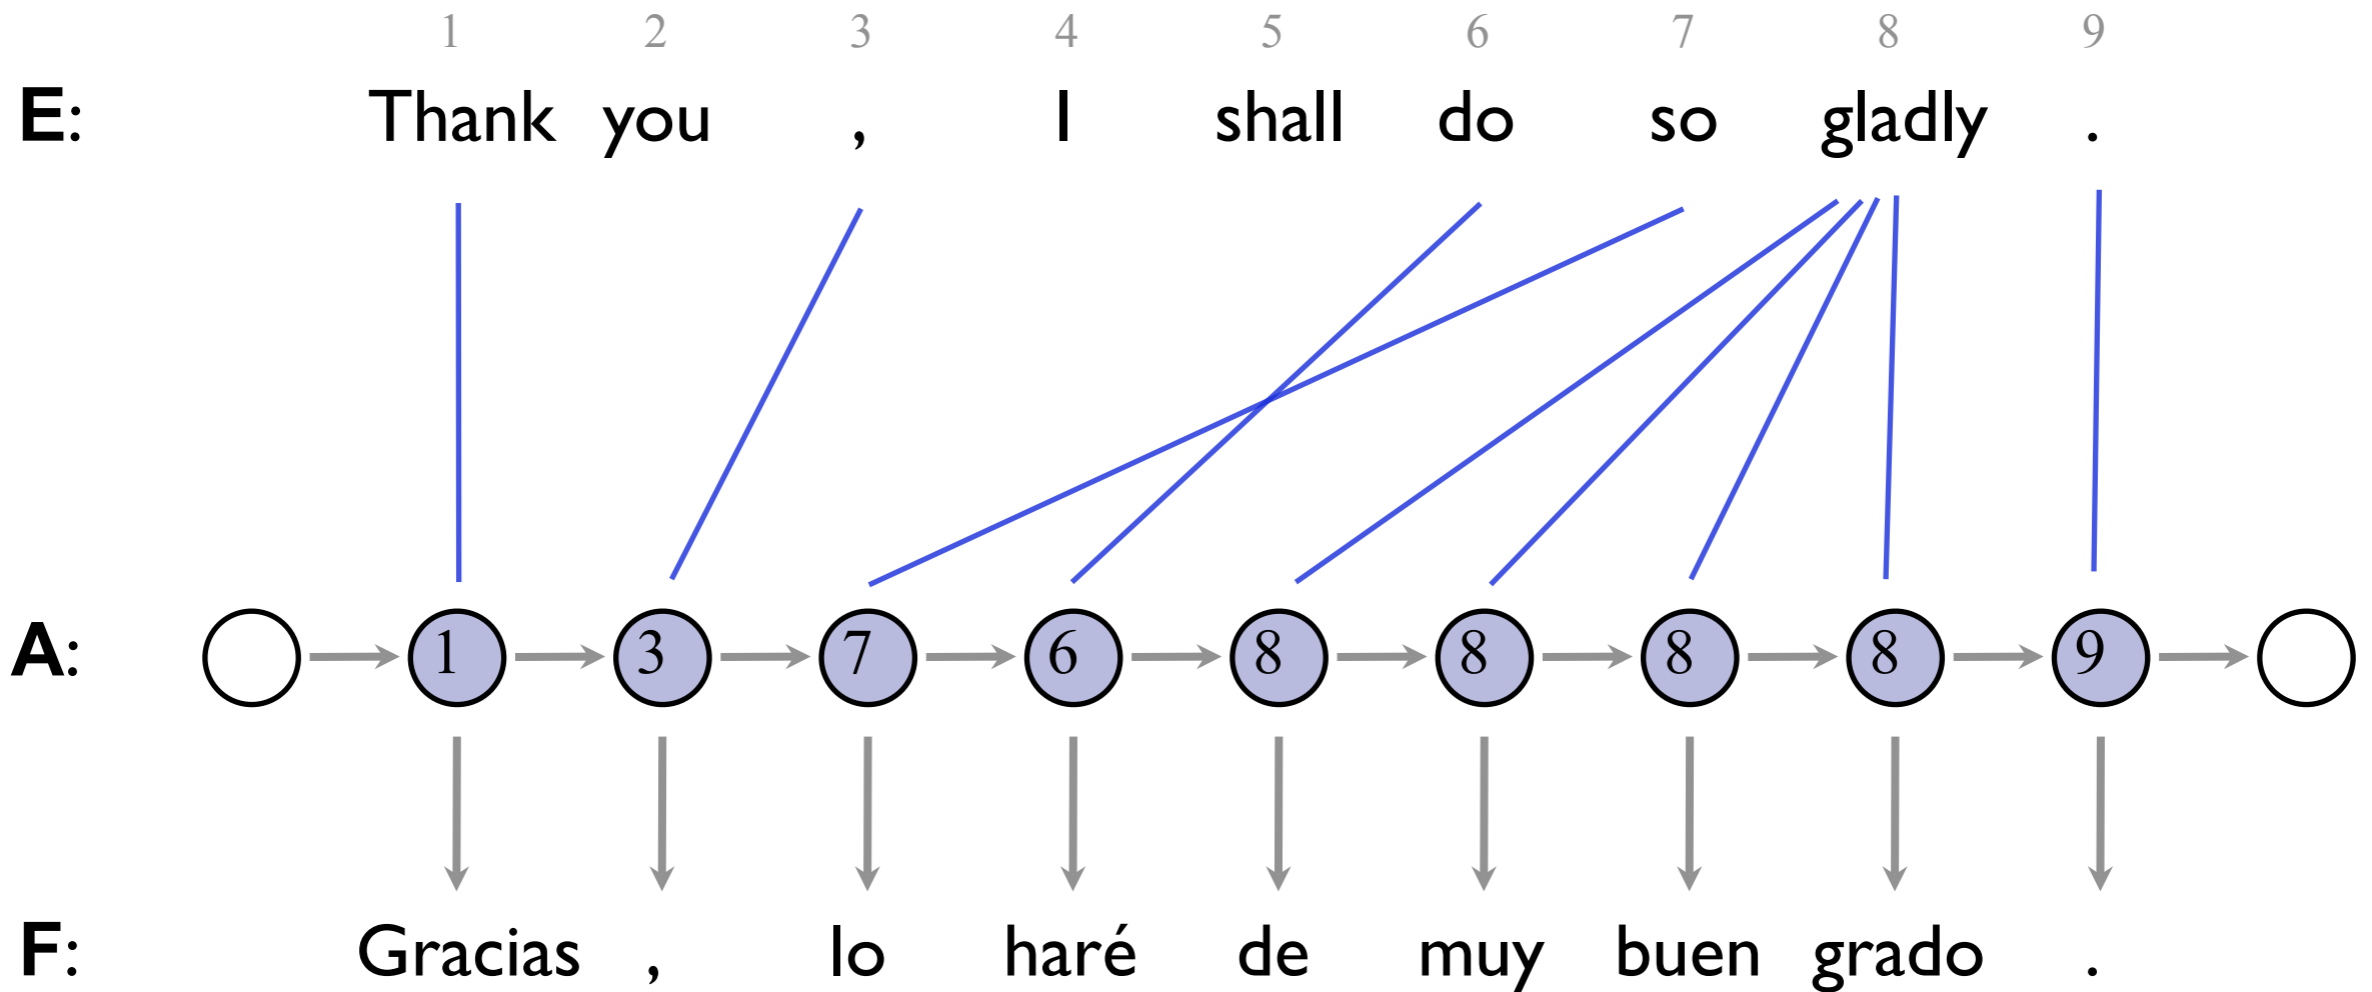 1 2 3 4 5 6 7 8 9
E: Thank you , I shall do so gladly .
A: 1 3 7 6 8 8 8 8 9
F: Gracias , lo haré de muy buen grado .